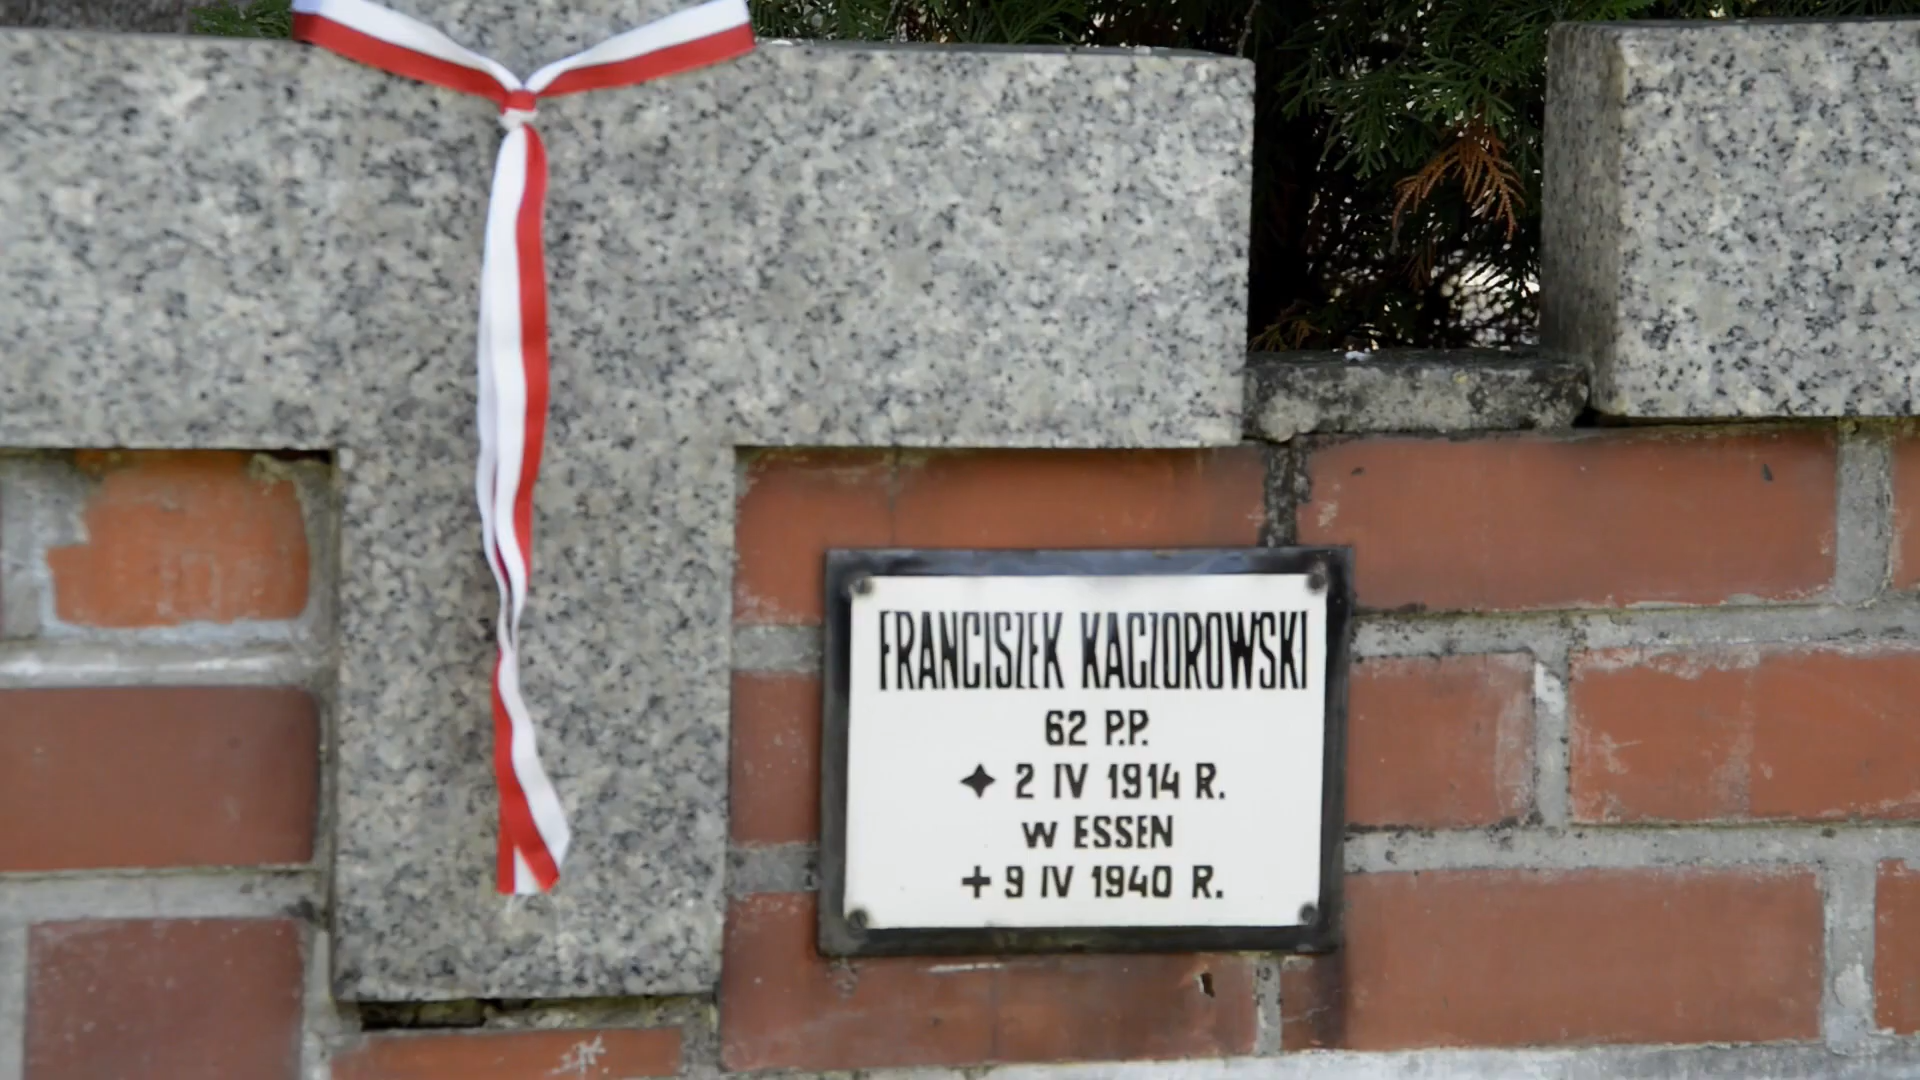 FRANCISZEK KACZOROWSKI
62 P.P.
✦ 2 IV 1914 R.
W ESSEN
+ 9 IV 1940 R.